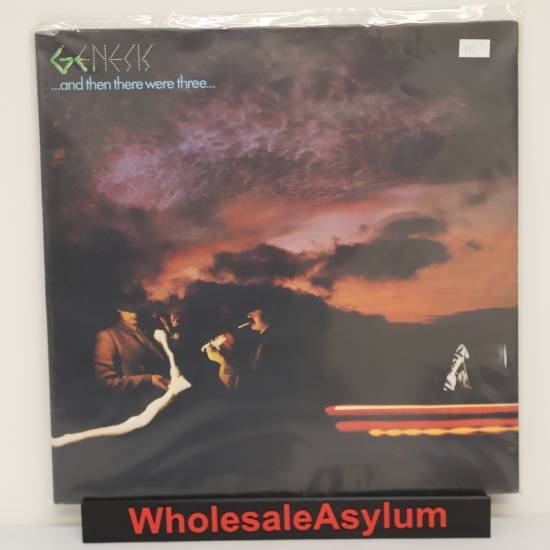 GENESIS
...and then there were three...
WholesaleAsylum